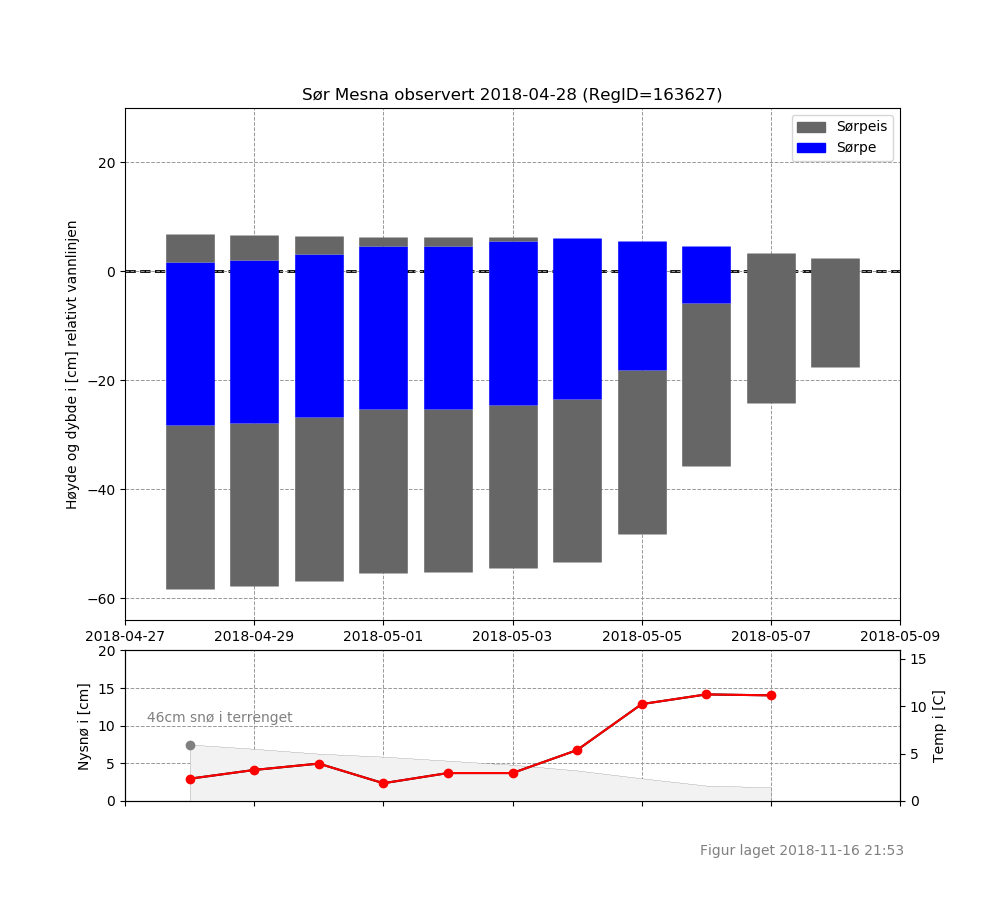 Sør Mesna observert 2018-04-28 (RegID=163627)
Sørpeis
Sørpe
Høyde og dybde i [cm] relativt vannlinjen
20
0
−20
−40
−60
2018-04-27 2018-04-29 2018-05-01 2018-05-03 2018-05-05 2018-05-07 2018-05-09
Nysnø i [cm]
20
15
10
5
0
46cm snø i terrenget
15
10
5
0
Temp i [C]
Figur laget 2018-11-16 21:53